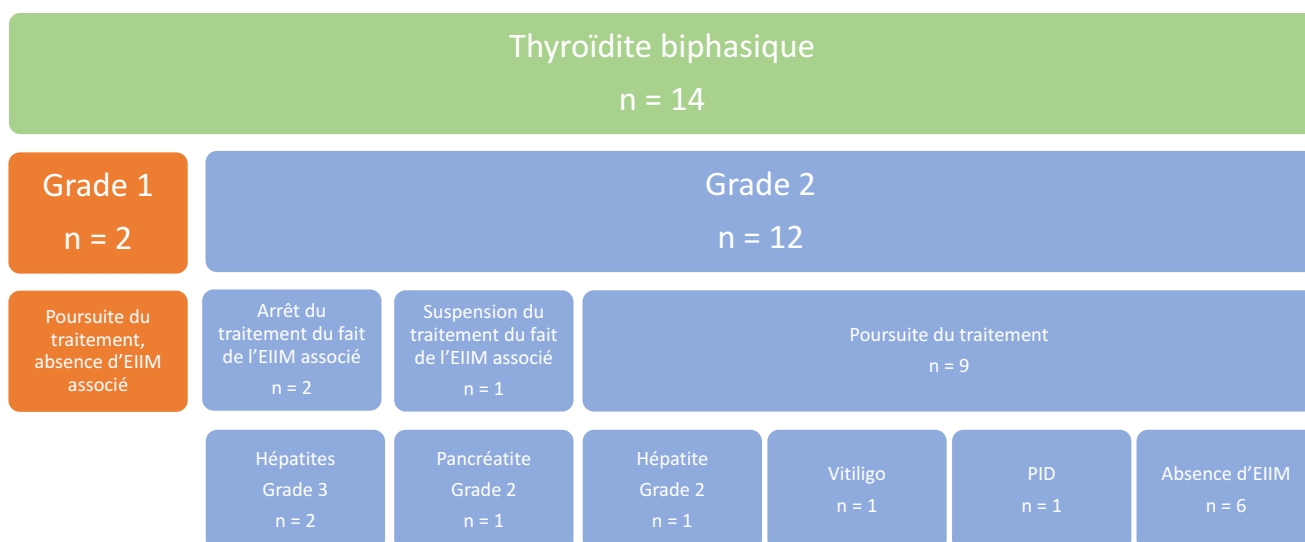 Thyroïdite biphasique
n = 14
Grade 1
n = 2
Grade 2
n = 12
Poursuite du
traitement,
absence d'EIIM
associé
Arrêt du
traitement du fait
de l'EIIM associé
n = 2
Suspension du
traitement du fait
de l'EIIM associé
n = 1
Poursuite du traitement
n = 9
Hépatites
Grade 3
n = 2
Pancréatite
Grade 2
n = 1
Hépatite
Grade 2
n = 1
Vitiligo
n = 1
PID
n = 1
Absence d'EIIM
n = 6